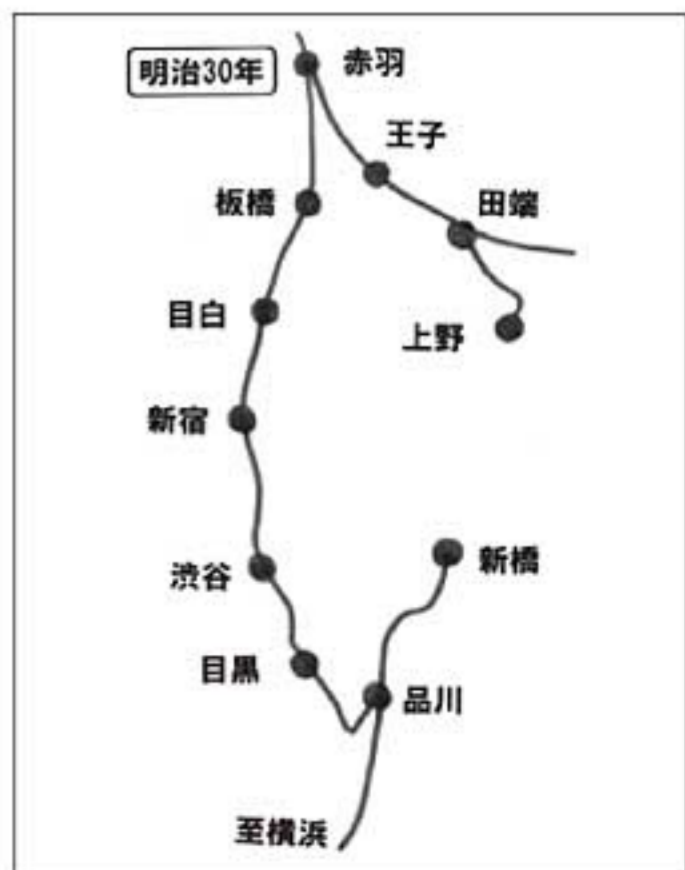 明治30年
赤羽
王子
板橋
田端
目白
上野
新宿
新橋
渋谷
目黒
品川
至横浜